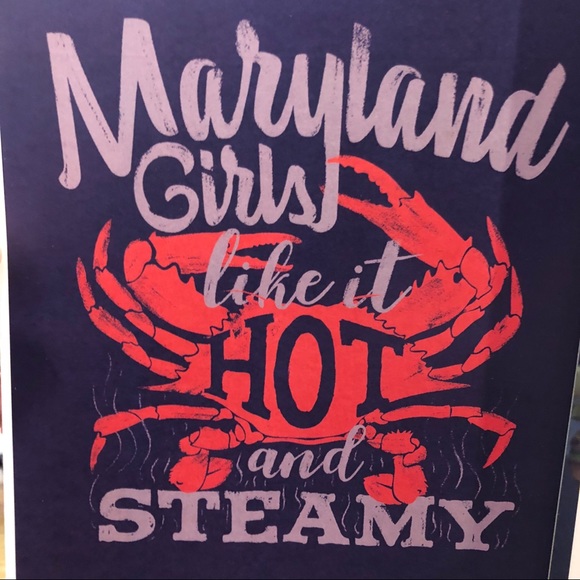 Maryland
Girls
like it
HOT
and
STEAMY